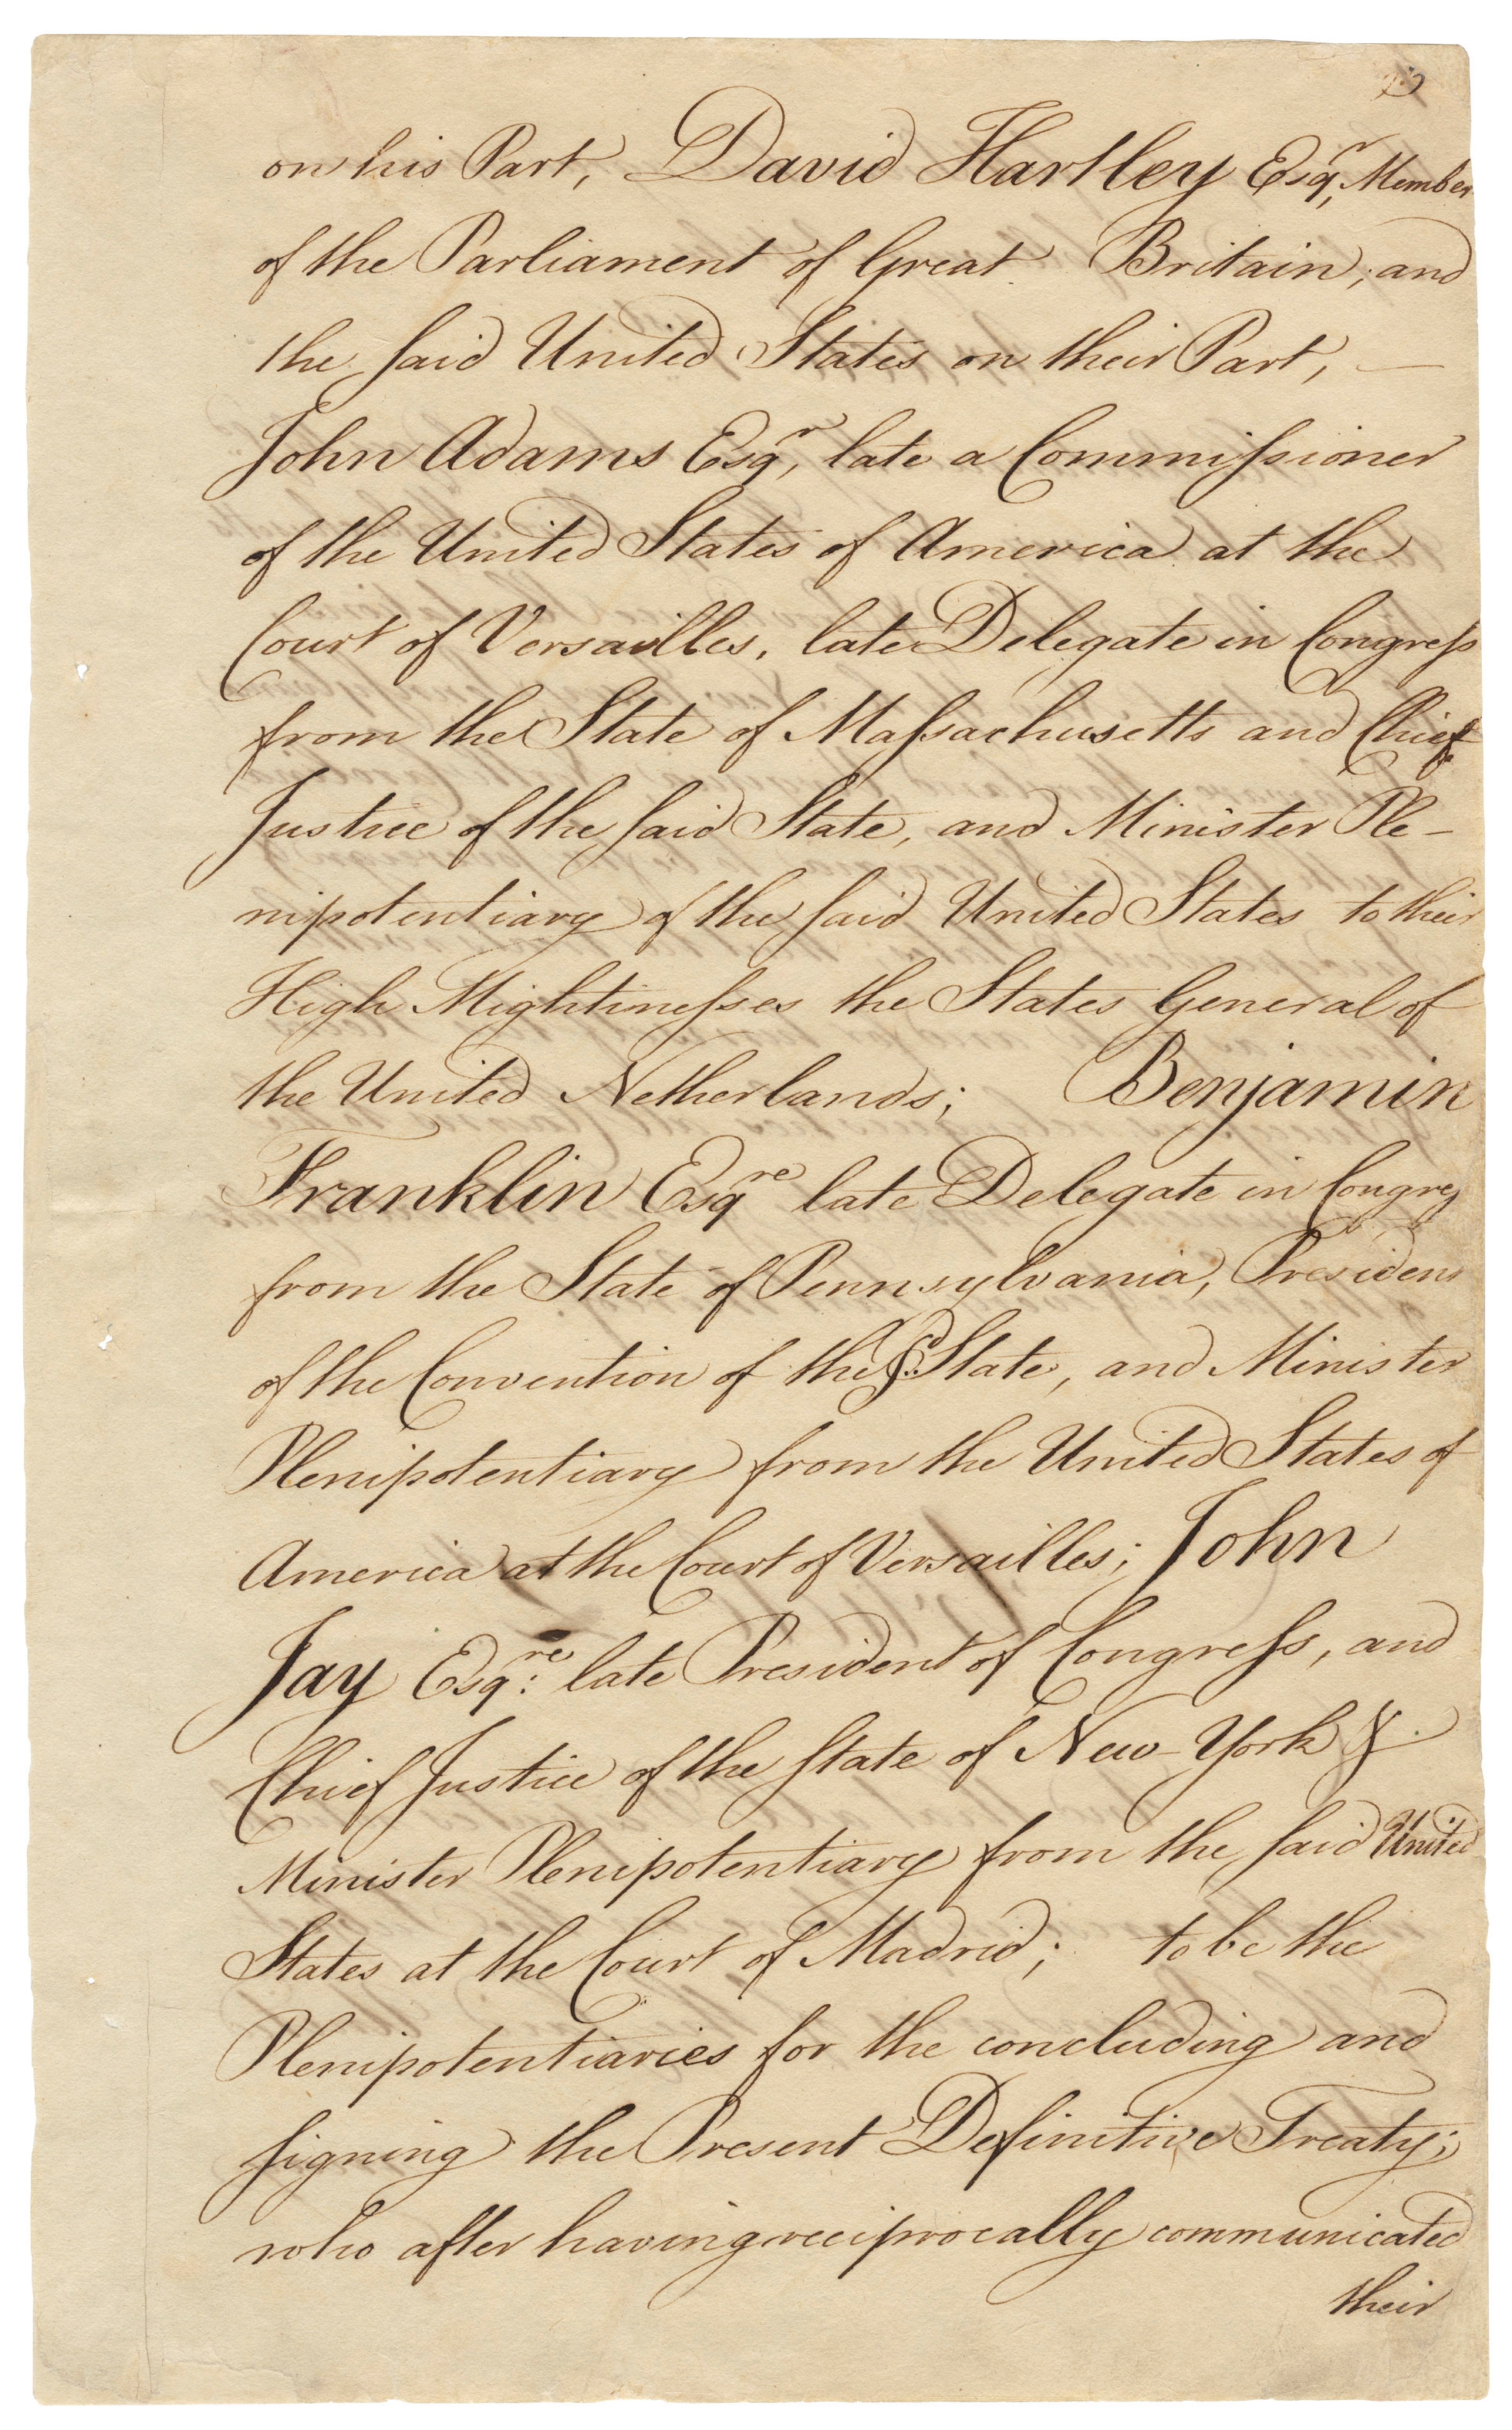 on his Part, David Hartley Esqr, Member
of the Parliament of Great Britain; and
the said United States on their Part, —
John Adams Esqr, late a Commissioner
of the United States of America at the
Court of Versailles, late Delegate in Congress
from the State of Massachusetts and Chief
Justice of the said State, and Minister Ple-
nipotentiary of the said United States to their
High Mightinesses the States General of
the United Netherlands; Benjamin
Franklin Esqre late Delegate in Congres
from the State of Pennsylvania, President
of the Convention of the sd State, and Minister
Plenipotentiary from the United States of
America at the Court of Versailles; John
Jay Esqre: late President of Congress, and
Chief Justice of the State of New-York &
Minister Plenipotentiary from the said United
States at the Court of Madrid; to be the
Plenipotentiaries for the concluding and
signing the Present Definitive Treaty;
who after having reciprocally communicated
their